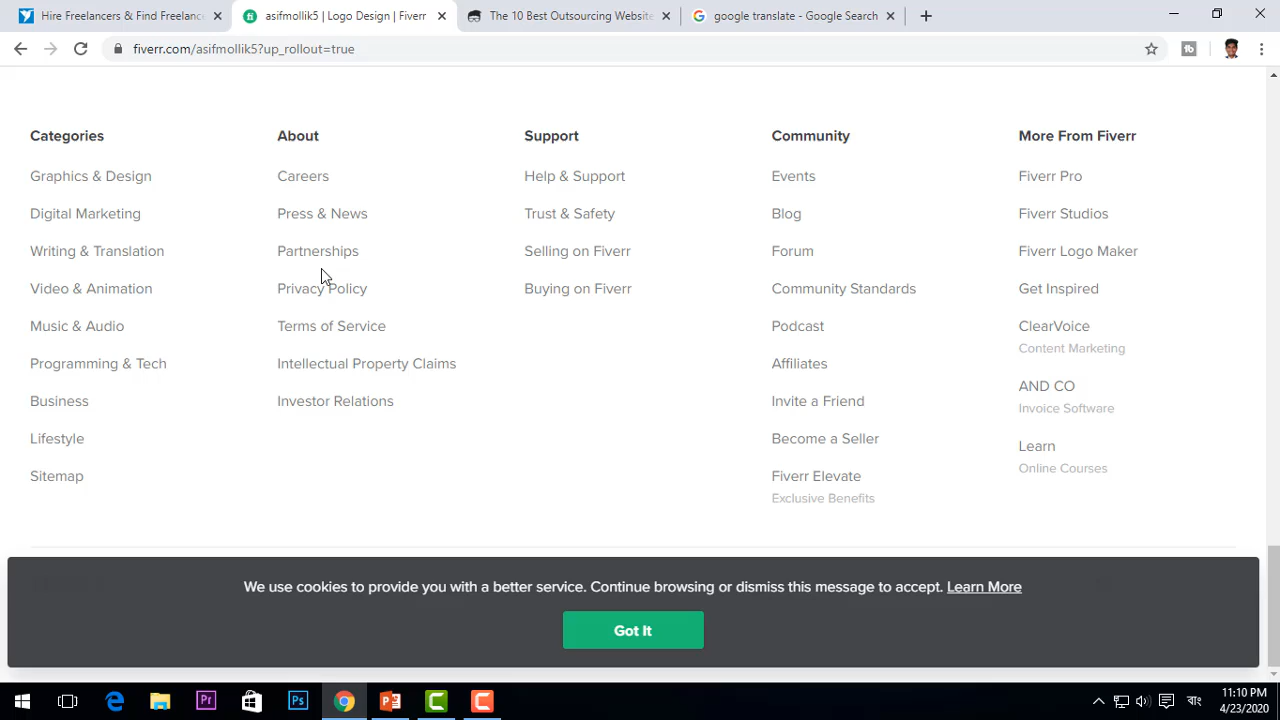 Hire Freelancers & Find Freelanc
asifmollik5 | Logo Design | Fiverr
The 10 Best Outsourcing Website
google translate - Google Search
fiverr.com/asifmollik5?up_rollout=true
Categories
Graphics & Design
Digital Marketing
Writing & Translation
Video & Animation
Music & Audio
Programming & Tech
Business
Lifestyle
Sitemap
About
Careers
Press & News
Partnerships
Privacy Policy
Terms of Service
Intellectual Property Claims
Investor Relations
Support
Help & Support
Trust & Safety
Selling on Fiverr
Buying on Fiverr
Community
Events
Blog
Forum
Community Standards
Podcast
Affiliates
Invite a Friend
Become a Seller
Fiverr Elevate
Exclusive Benefits
More From Fiverr
Fiverr Pro
Fiverr Studios
Fiverr Logo Maker
Get Inspired
ClearVoice
Content Marketing
AND CO
Invoice Software
Learn
Online Courses
We use cookies to provide you with a better service. Continue browsing or dismiss this message to accept. Learn More
Got It
বাং
11:10 PM
4/23/2020